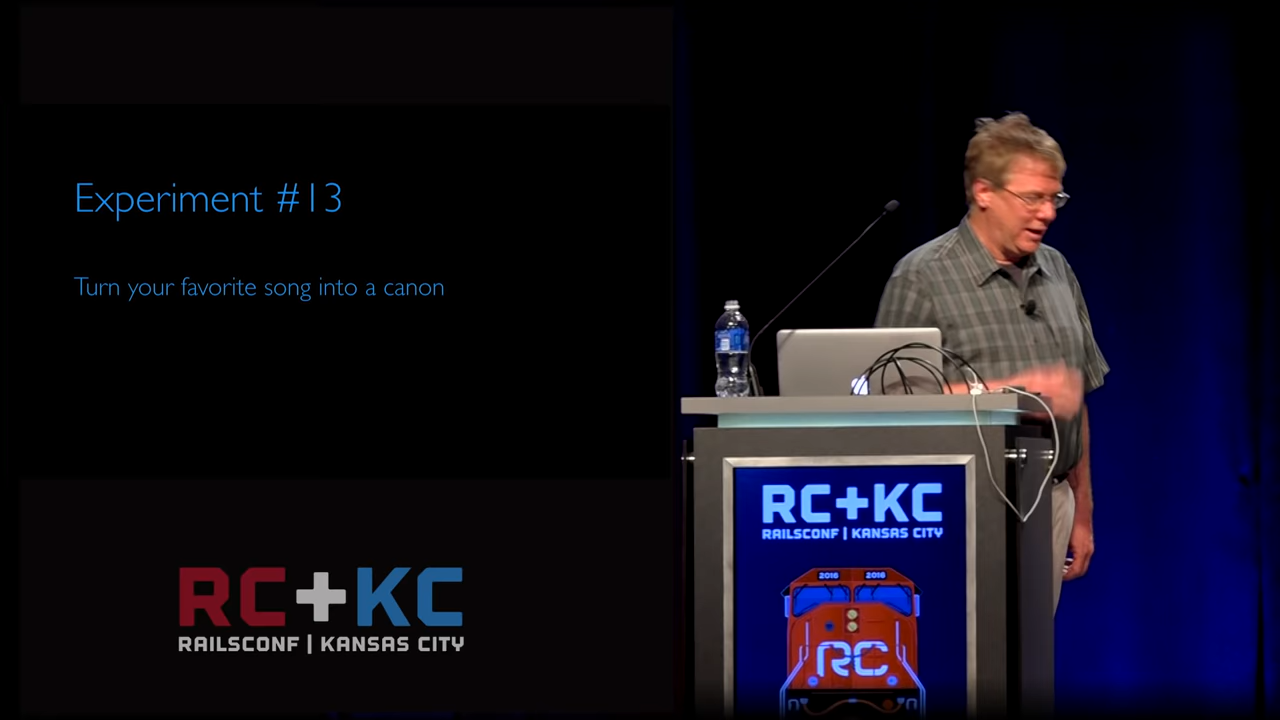 Experiment #13
Turn your favorite song into a canon
RC+KC
RAILSCONF | KANSAS CITY
RC+KC
RAILSCONF | KANSAS CITY
2016 2016
RC